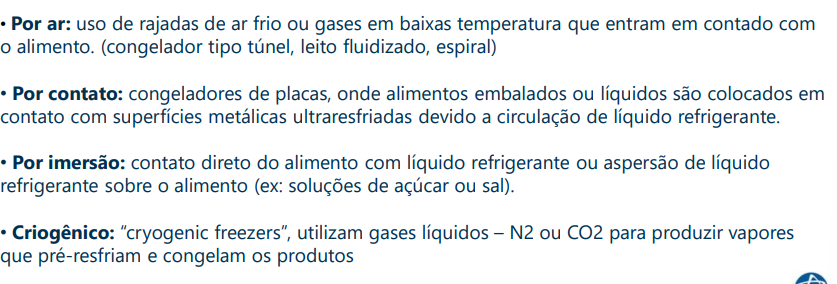 • Por ar: uso de rajadas de ar frio ou gases em baixas temperatura que entram em contado com
o alimento. (congelador tipo túnel, leito fluidizado, espiral)
• Por contato: congeladores de placas, onde alimentos embalados ou líquidos são colocados em
contato com superfícies metálicas ultraresfriadas devido a circulação de líquido refrigerante.
• Por imersão: contato direto do alimento com líquido refrigerante ou aspersão de líquido
refrigerante sobre o alimento (ex: soluções de açúcar ou sal).
• Criogênico: “cryogenic freezers”, utilizam gases líquidos – N2 ou CO2 para produzir vapores
que pré-resfriam e congelam os produtos